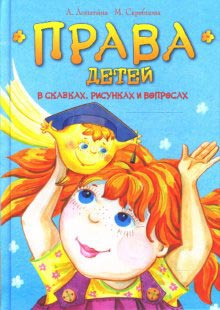 Л. Лопатина М. Скребцова
ПРАВА
ДЕТЕЙ
В СКАЗКАХ, РИСУНКАХ И ВОПРОСАХ